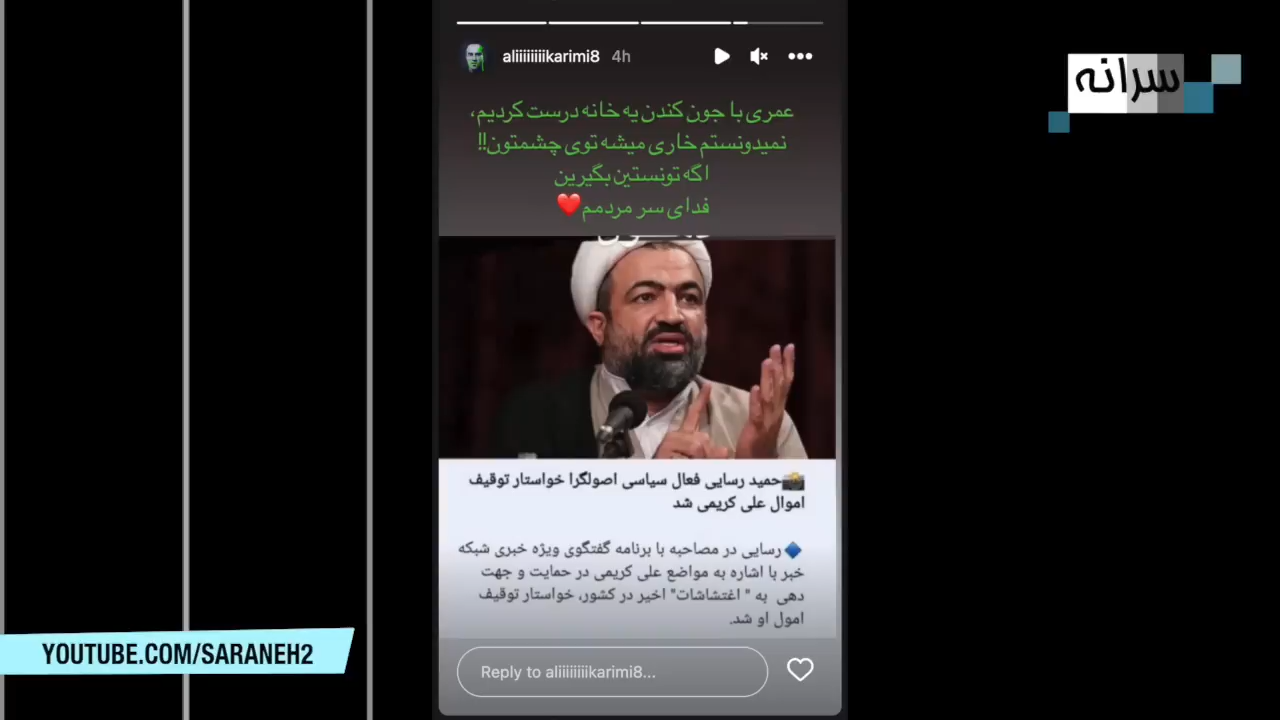 aliiiiiiiikarimi8 4h
سرانه
عمری با جون کندن یه خانه درست کردیم،
نمیدونستم خاری میشه توی چشمتون!!
اگه تونستین بگیرین
فدای سر مردمم❤️
📸حمید رسایی فعال سیاسی اصولگرا خواستار توقیف
اموال علی کریمی شد
🔷رسایی در مصاحبه با برنامه گفتگوی ویژه خبری شبکه
خبر با اشاره به مواضع علی کریمی در حمایت و جهت
دهی به " اغتشاشات" اخیر در کشور، خواستار توقیف
امول او شد.
YOUTUBE.COM/SARANEH2
Reply to aliiiiiiiikarimi8...